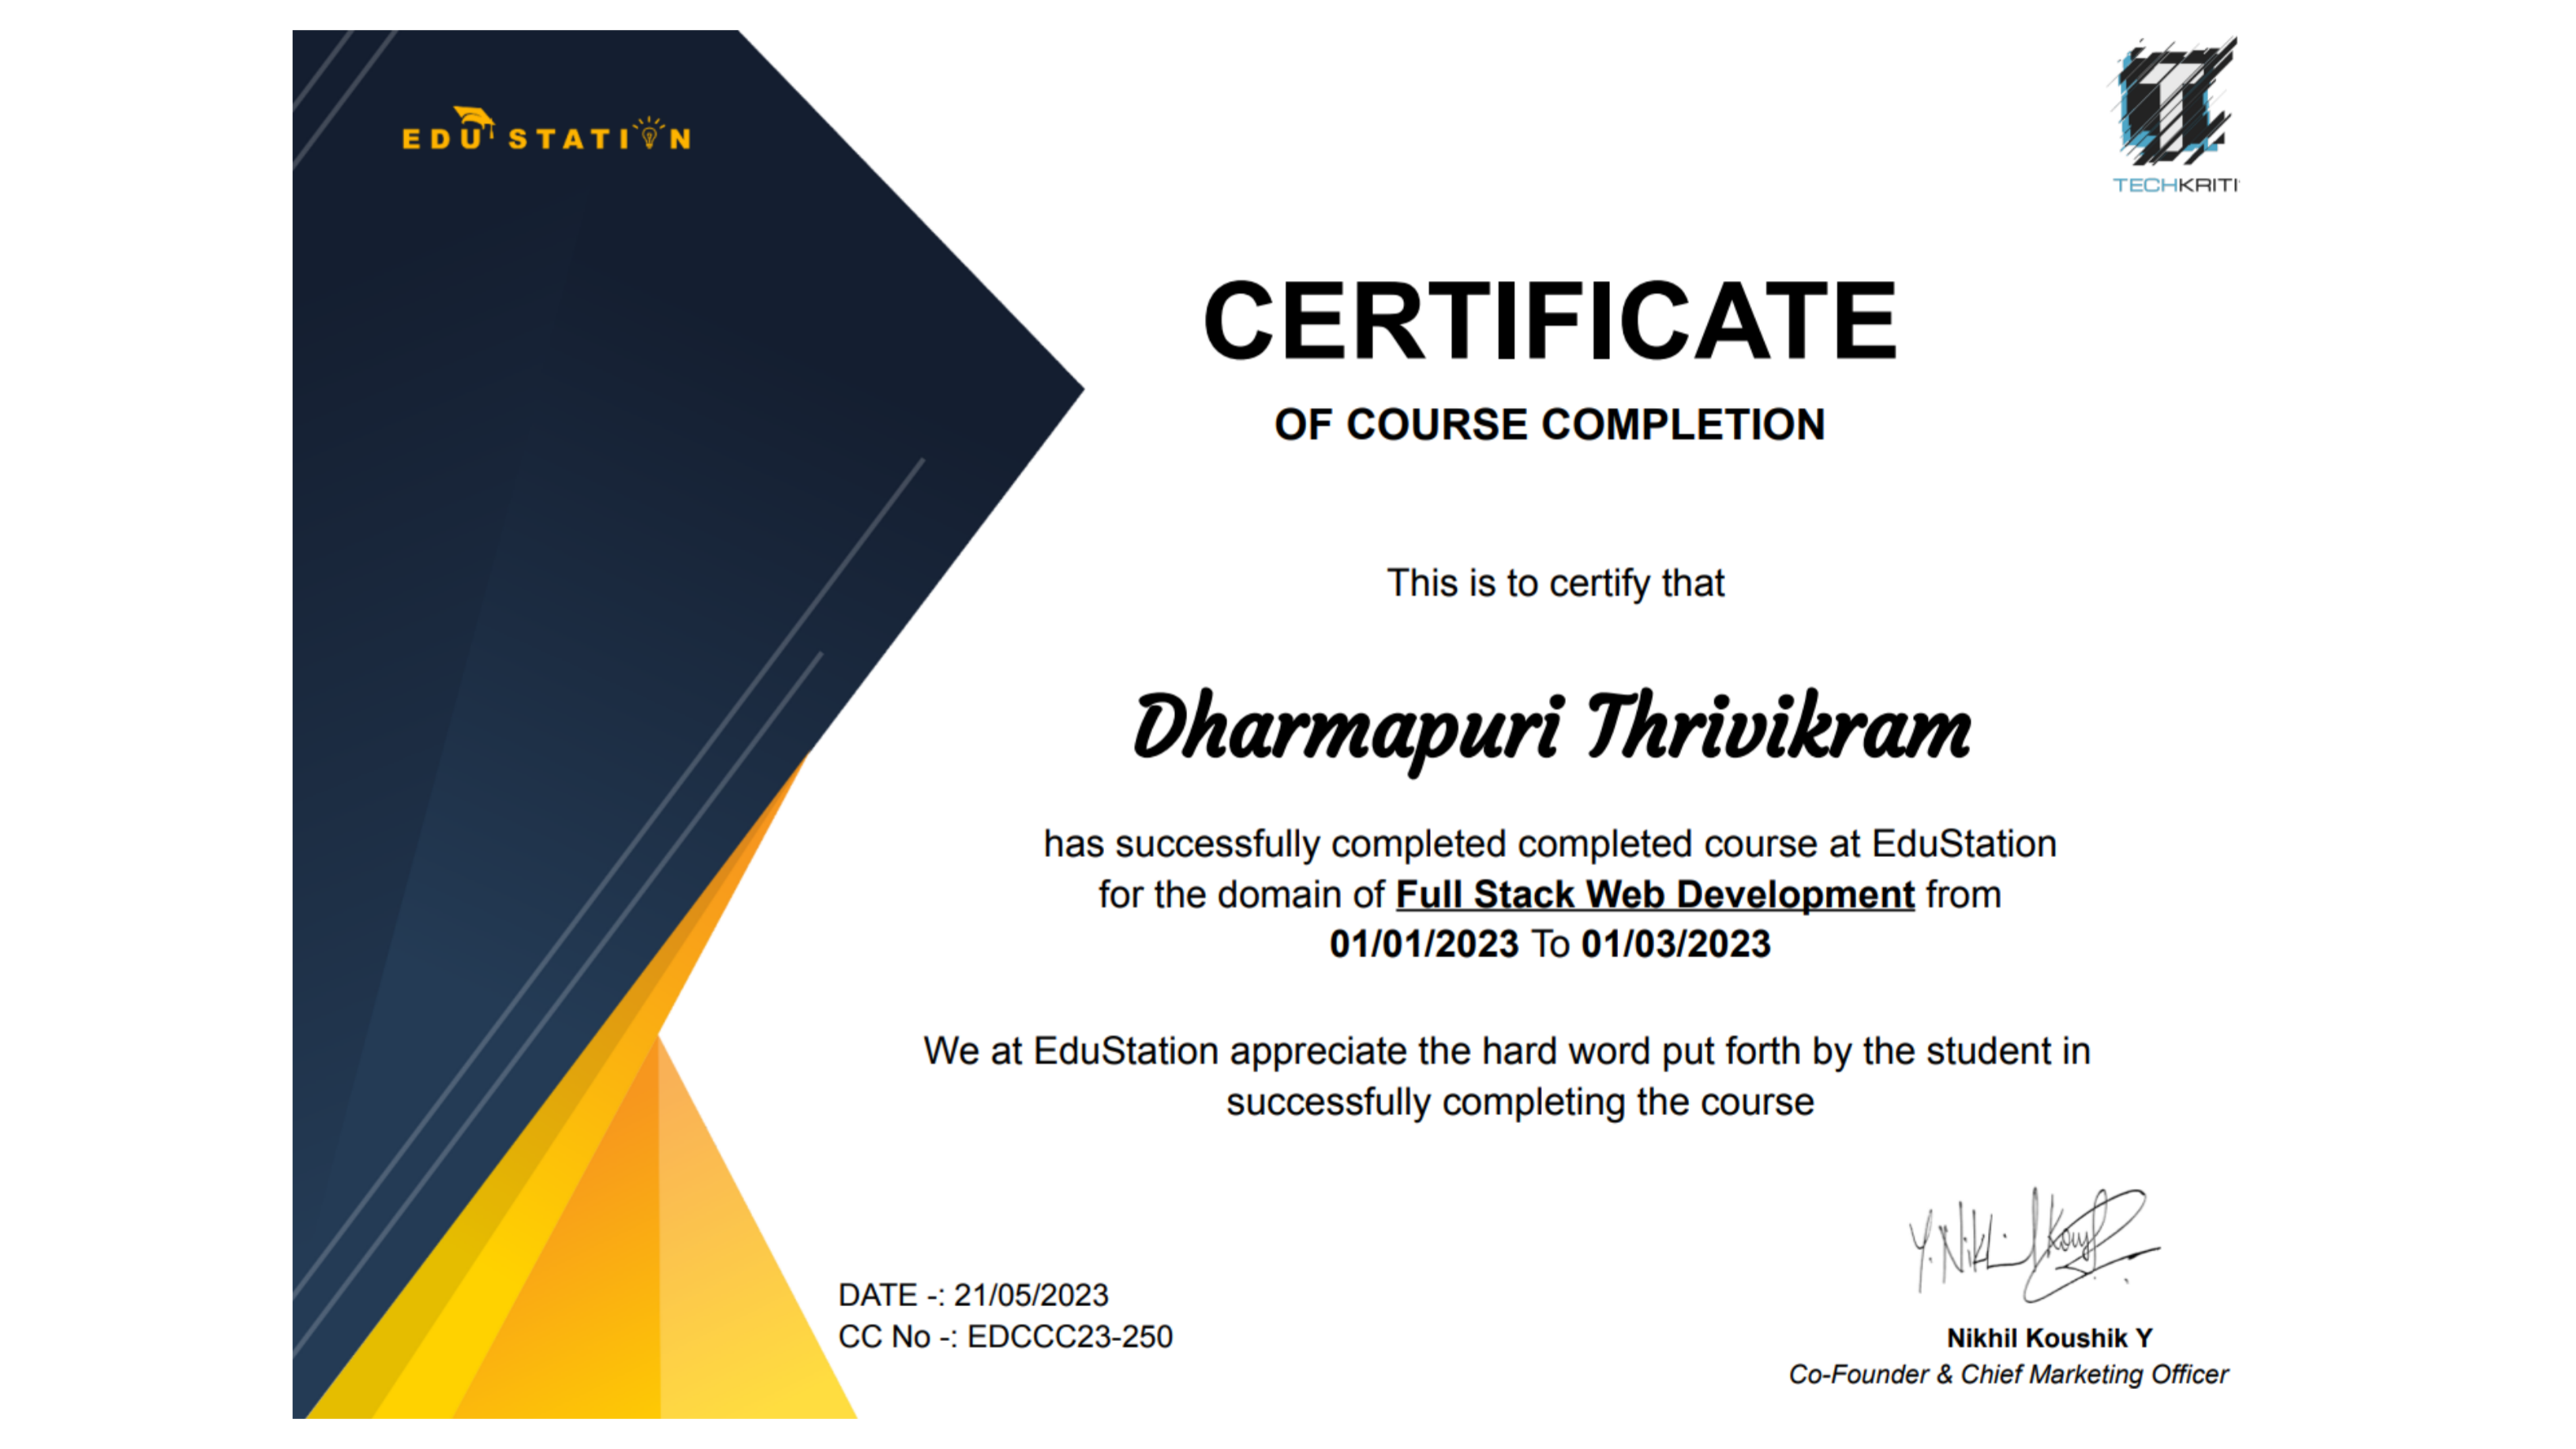 EDU STATION
TECHKRITI
CERTIFICATE
OF COURSE COMPLETION
This is to certify that
Dharmapuri Thrivikram
has successfully completed completed course at EduStation
for the domain of Full Stack Web Development from
01/01/2023 To 01/03/2023
We at EduStation appreciate the hard word put forth by the student in
successfully completing the course
Y. Nikhil Koushik
DATE -: 21/05/2023
CC No -: EDCCC23-250
Nikhil Koushik Y
Co-Founder & Chief Marketing Officer